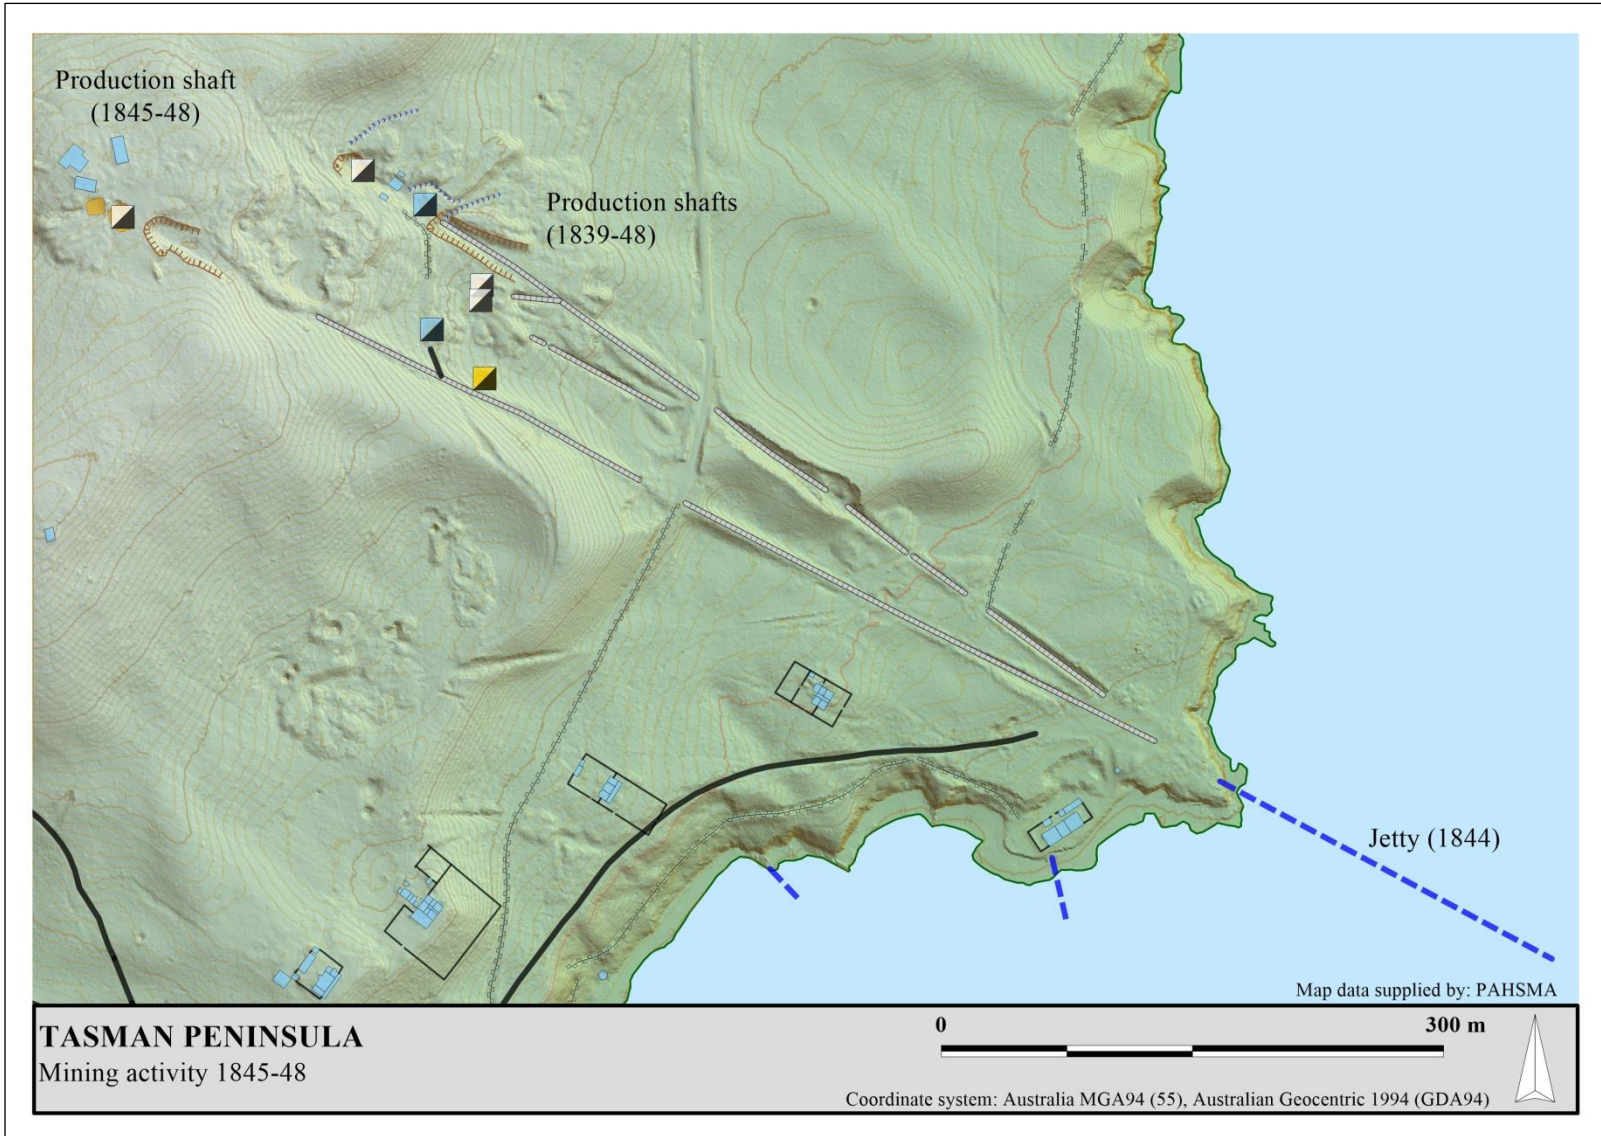 Production shaft
(1845-48)
Production shafts
(1839-48)
Jetty (1844)
Map data supplied by: PAHSMA
TASMAN PENINSULA
Mining activity 1845-48
0 300 m
Coordinate system: Australia MGA94 (55), Australian Geocentric 1994 (GDA94)